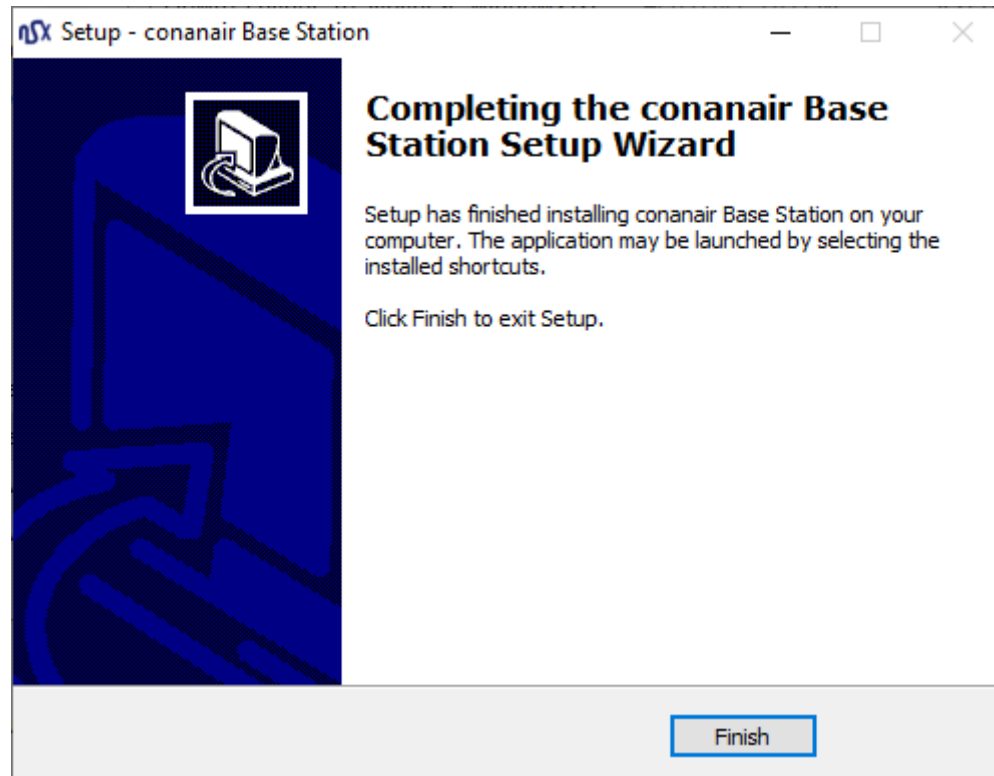 nsx Setup - conanair Base Station
Completing the conanair Base
Station Setup Wizard
Setup has finished installing conanair Base Station on your
computer. The application may be launched by selecting the
installed shortcuts.
Click Finish to exit Setup.
Finish